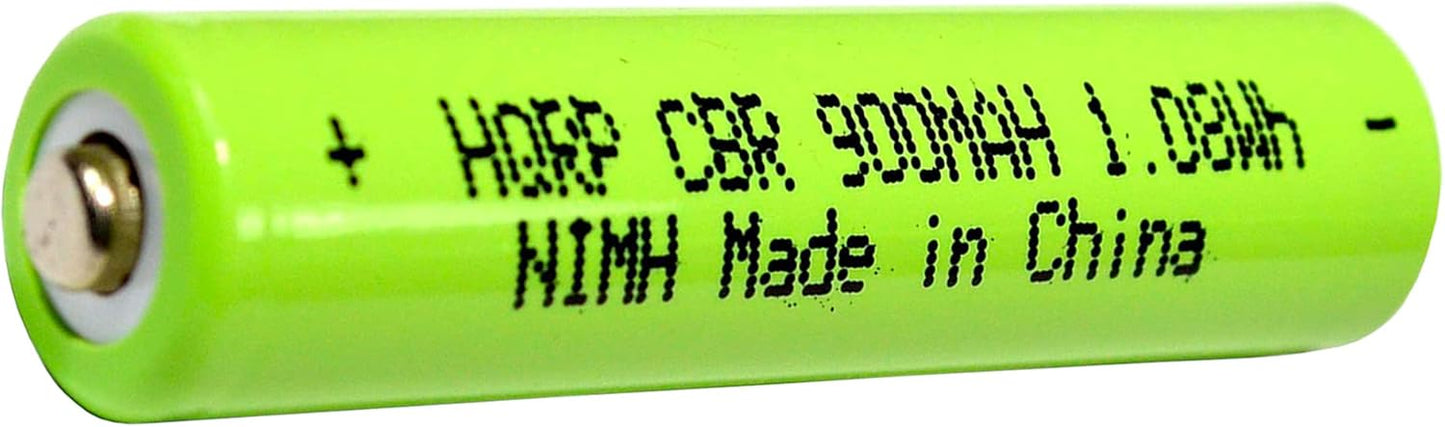 + HQRP CBR 900MAH 1.08Wh -
NIMH Made in China